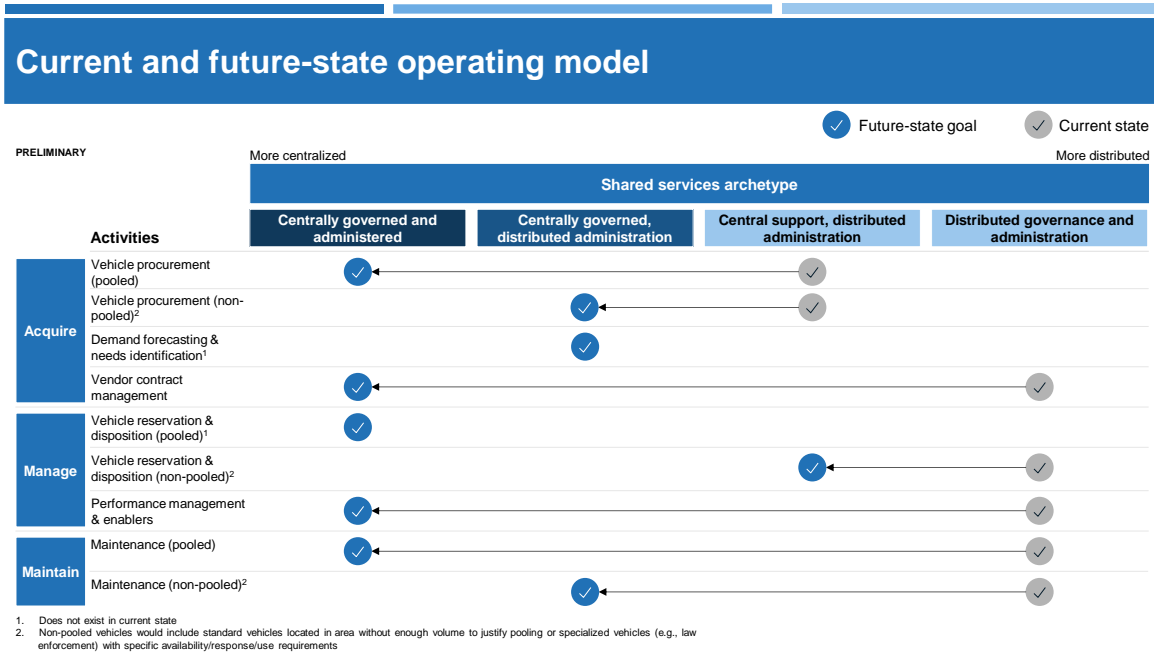 Current and future-state operating model
Future-state goal
Current state
PRELIMINARY
More centralized
More distributed
Shared services archetype
Activities
Centrally governed and
administered
Centrally governed,
distributed administration
Central support, distributed
administration
Distributed governance and
administration
Acquire
Vehicle procurement
(pooled)
Vehicle procurement (non-
pooled)2
Demand forecasting &
needs identification1
Vendor contract
management
Manage
Vehicle reservation &
disposition (pooled)1
Vehicle reservation &
disposition (non-pooled)2
Performance management
& enablers
Maintain
Maintenance (pooled)
Maintenance (non-pooled)2
1. Does not exist in current state
2. Non-pooled vehicles would include standard vehicles located in area without enough volume to justify pooling or specialized vehicles (e.g., law
enforcement) with specific availability/response/use requirements